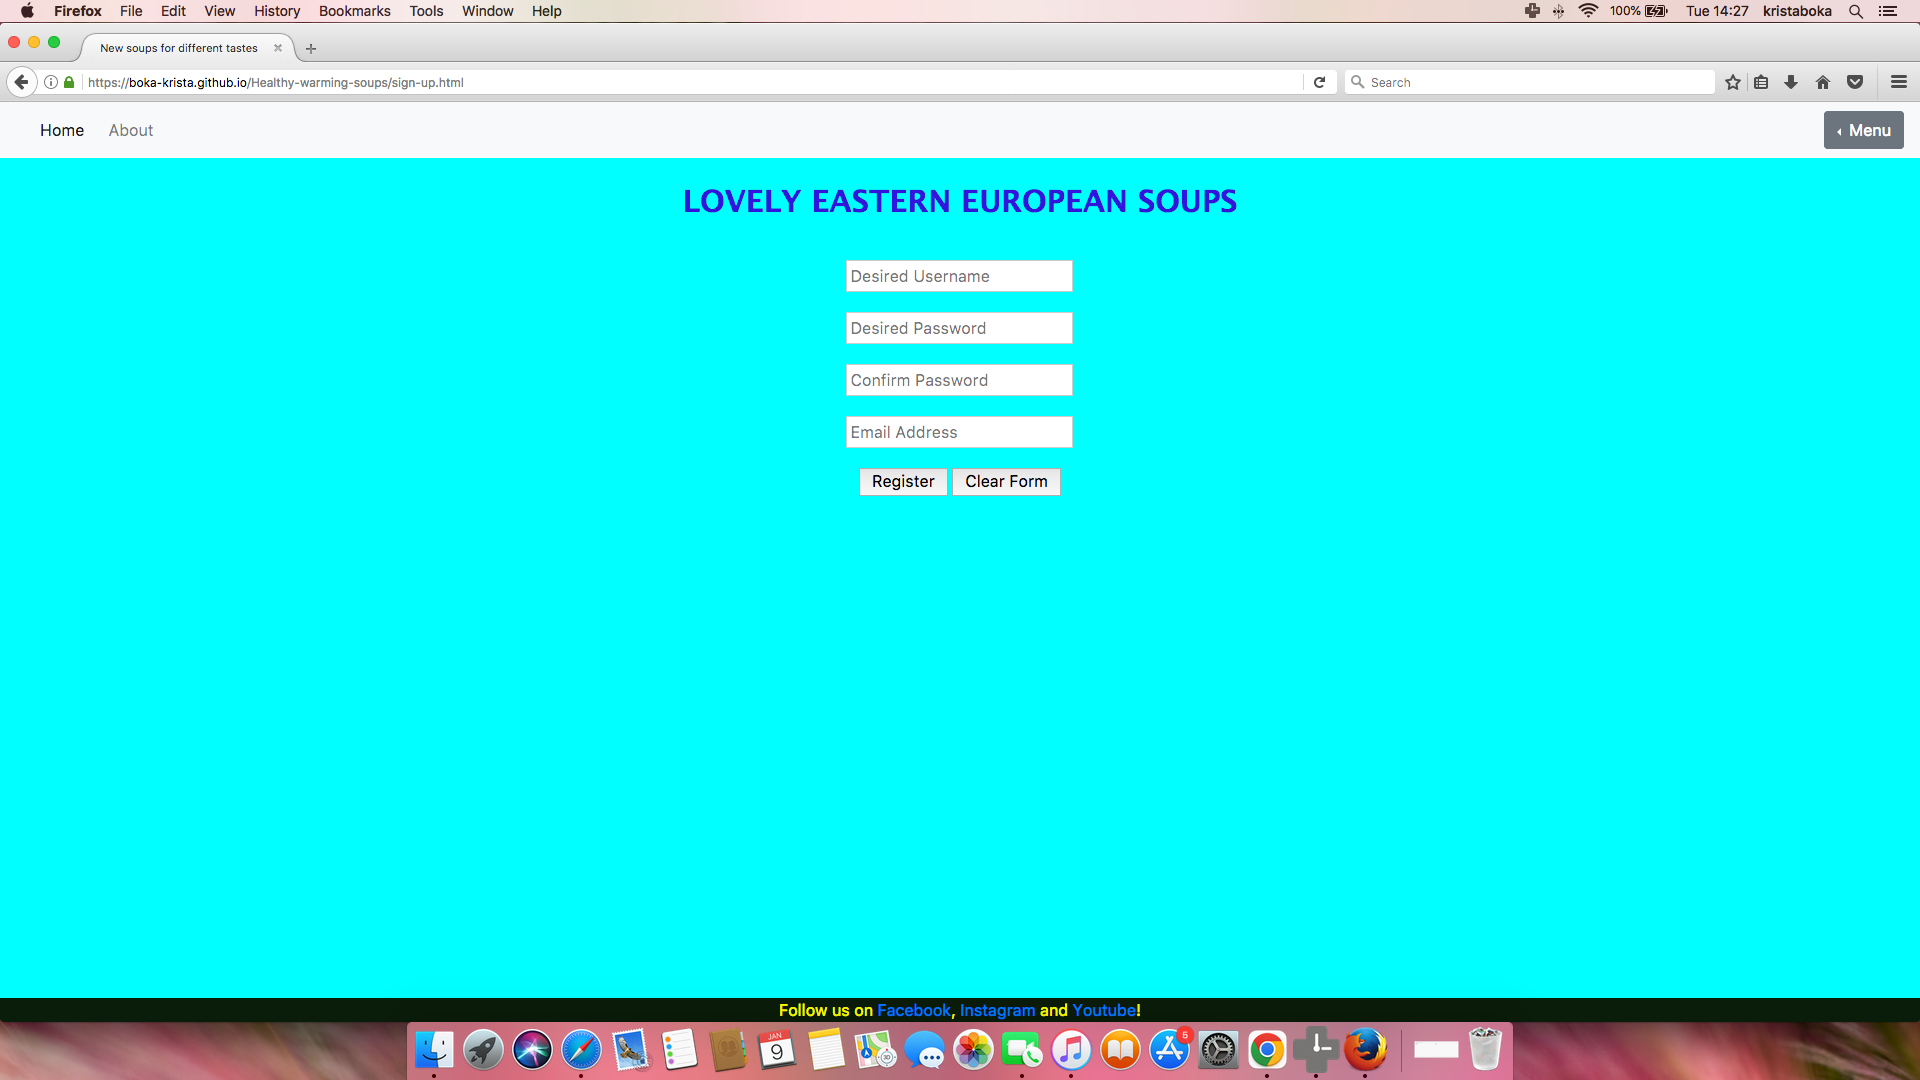 Firefox File Edit View History Bookmarks Tools Window Help 100% Tue 14:27 kristaboka
New soups for different tastes
https://boka-krista.github.io/Healthy-warming-soups/sign-up.html Search
Home About Menu
LOVELY EASTERN EUROPEAN SOUPS
Desired Username
Desired Password
Confirm Password
Email Address
Register Clear Form
Follow us on Facebook, Instagram and Youtube!
JAN 9 5